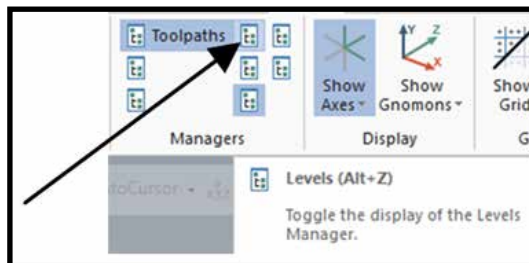 Toolpaths
Show Axes
Show Gnomons
Managers
Display
Levels (Alt+Z)
Toggle the display of the Levels
Manager.